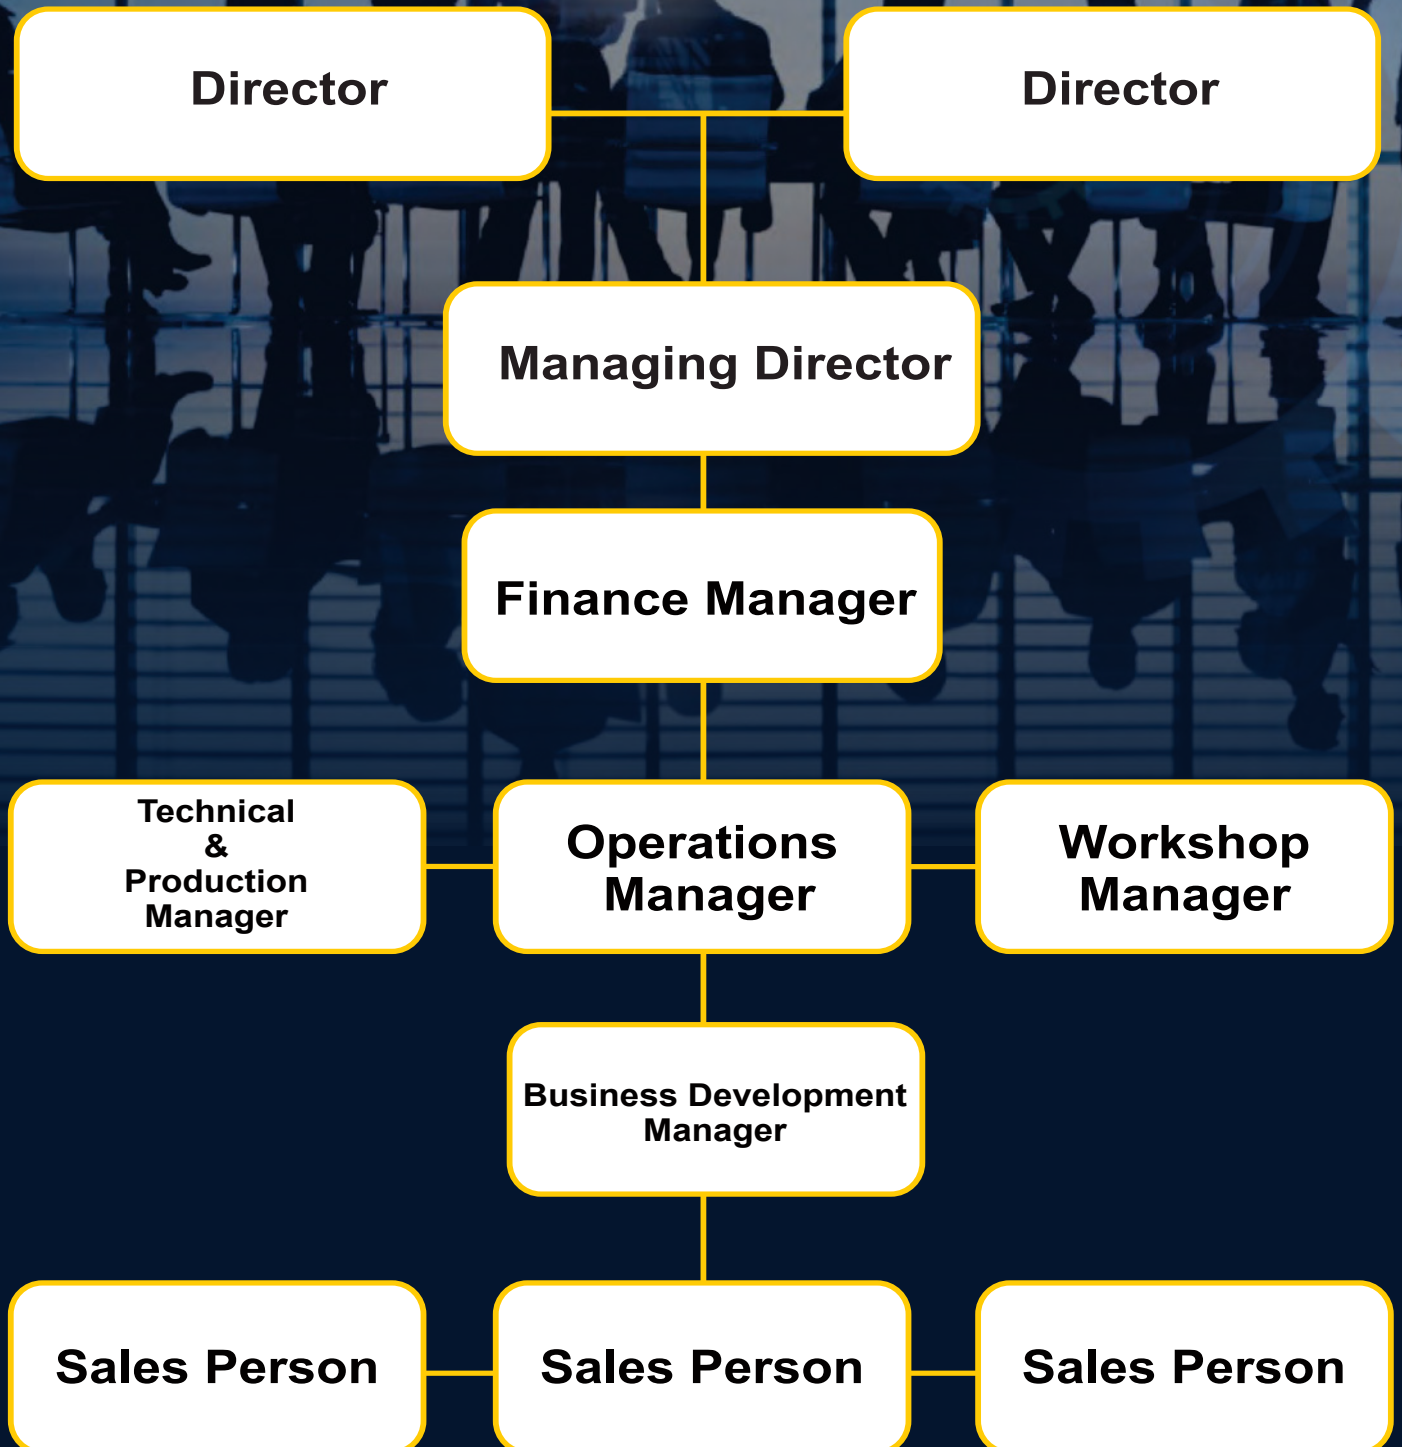 Director
Director
Managing Director
Finance Manager
Technical
&
Production
Manager
Operations
Manager
Workshop
Manager
Business Development
Manager
Sales Person
Sales Person
Sales Person